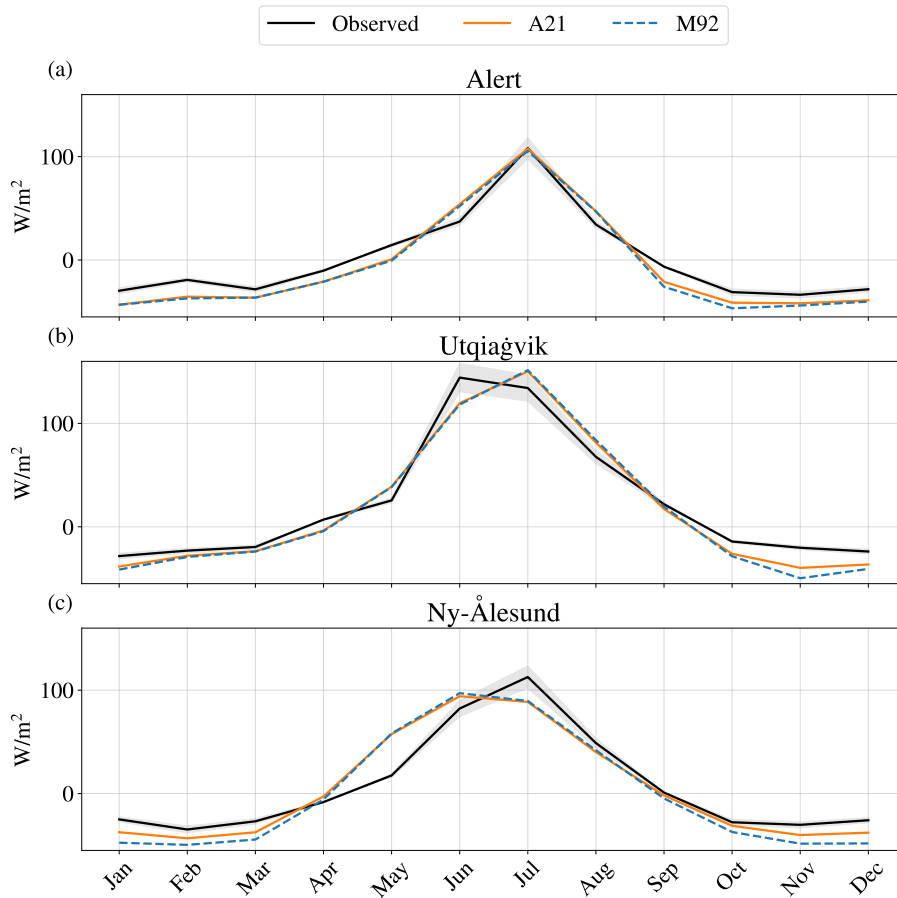 Observed A21 M92
(a)
Alert
100
0
W/m²
(b)
Utqiaġvik
100
0
W/m²
(c)
Ny-Ålesund
100
0
W/m²
Jan Feb Mar Apr May Jun Jul Aug Sep Oct Nov Dec